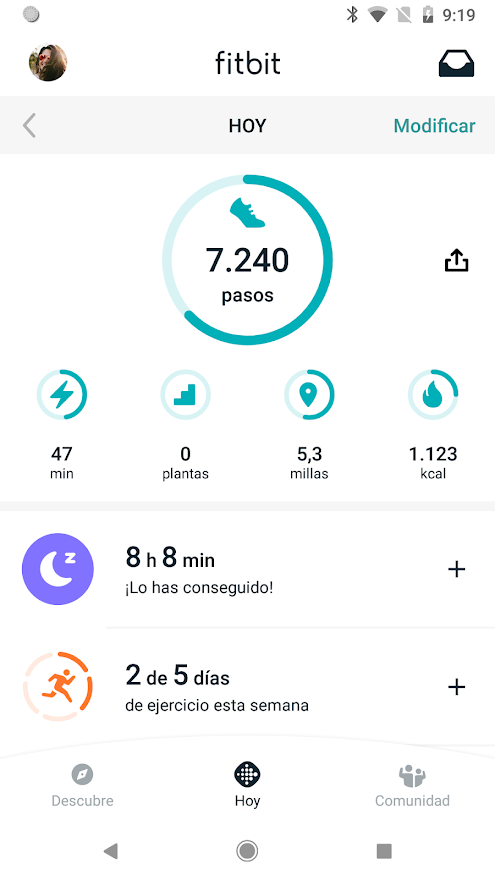 9:19
fitbit
HOY
Modificar
7.240
pasos
47
min
0
plantas
5,3
millas
1.123
kcal
z
8 h 8 min
¡Lo has conseguido!
2 de 5 días
de ejercicio esta semana
Descubre
Hoy
Comunidad